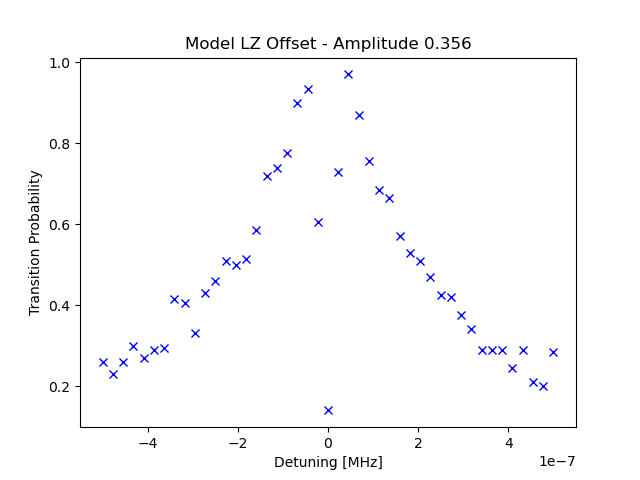 Model LZ Offset - Amplitude 0.356
1.0
0.8
0.6
0.4
0.2
Transition Probability
−4
−2
0
2
4
1e−7
Detuning [MHz]